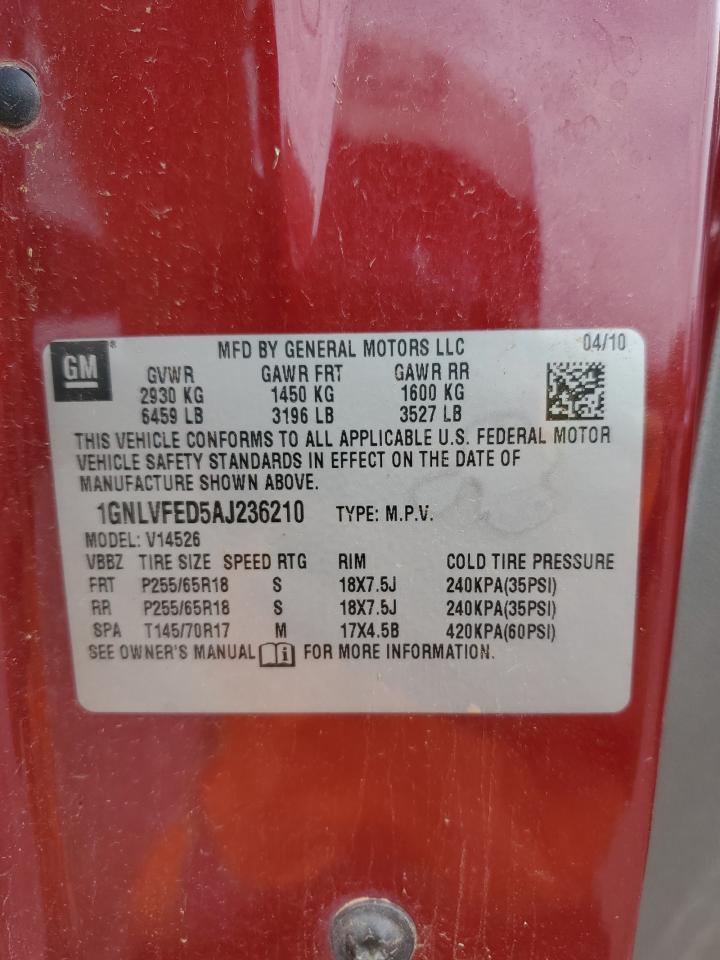 GM® MFD BY GENERAL MOTORS LLC 04/10
GVWR GAWR FRT GAWR RR
2930 KG 1450 KG 1600 KG
6459 LB 3196 LB 3527 LB
THIS VEHICLE CONFORMS TO ALL APPLICABLE U.S. FEDERAL MOTOR
VEHICLE SAFETY STANDARDS IN EFFECT ON THE DATE OF
MANUFACTURE SHOWN ABOVE.
1GNLVFED5AJ236210 TYPE: M.P.V.
MODEL: V14526
VBBZ TIRE SIZE SPEED RTG RIM COLD TIRE PRESSURE
FRT P255/65R18 S 18X7.5J 240KPA(35PSI)
RR P255/65R18 S 18X7.5J 240KPA(35PSI)
SPA T145/70R17 M 17X4.5B 420KPA(60PSI)
SEE OWNER'S MANUAL i FOR MORE INFORMATION.